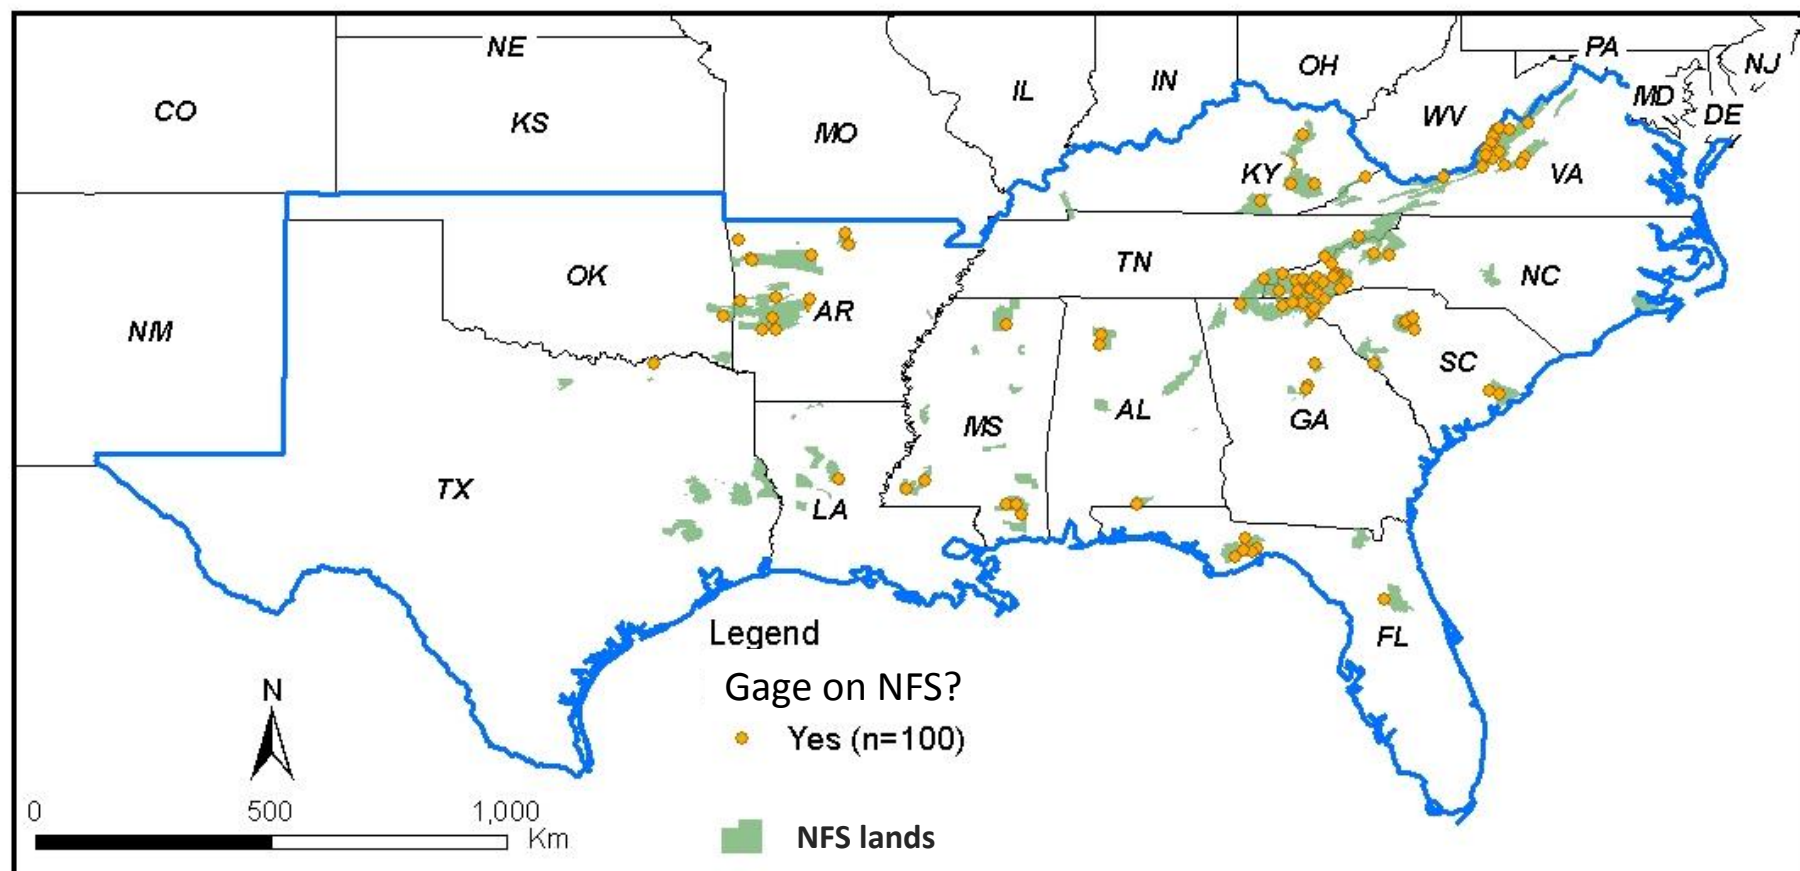 NE
PA
NJ
OH
IN
IL
MD
CO
KS
MO
WV
DE
KY
VA
TN
OK
NC
AR
NM
SC
AL
GA
MS
TX
LA
FL
Legend
Gage on NFS?
Yes (n=100)
NFS lands
N
0 500 1,000
Km